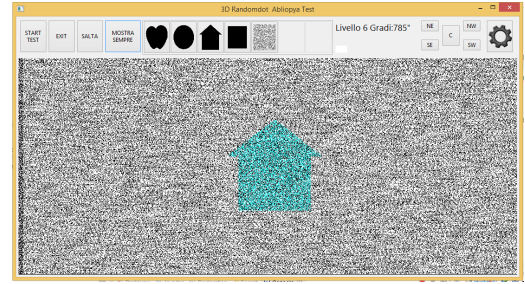 3D Randomdot Abliopya Test
START TEST
EXIT
SALTA
MOSTRA SEMPRE
Livello 6 Gradi:785"
NE
NW
C
SE
SW